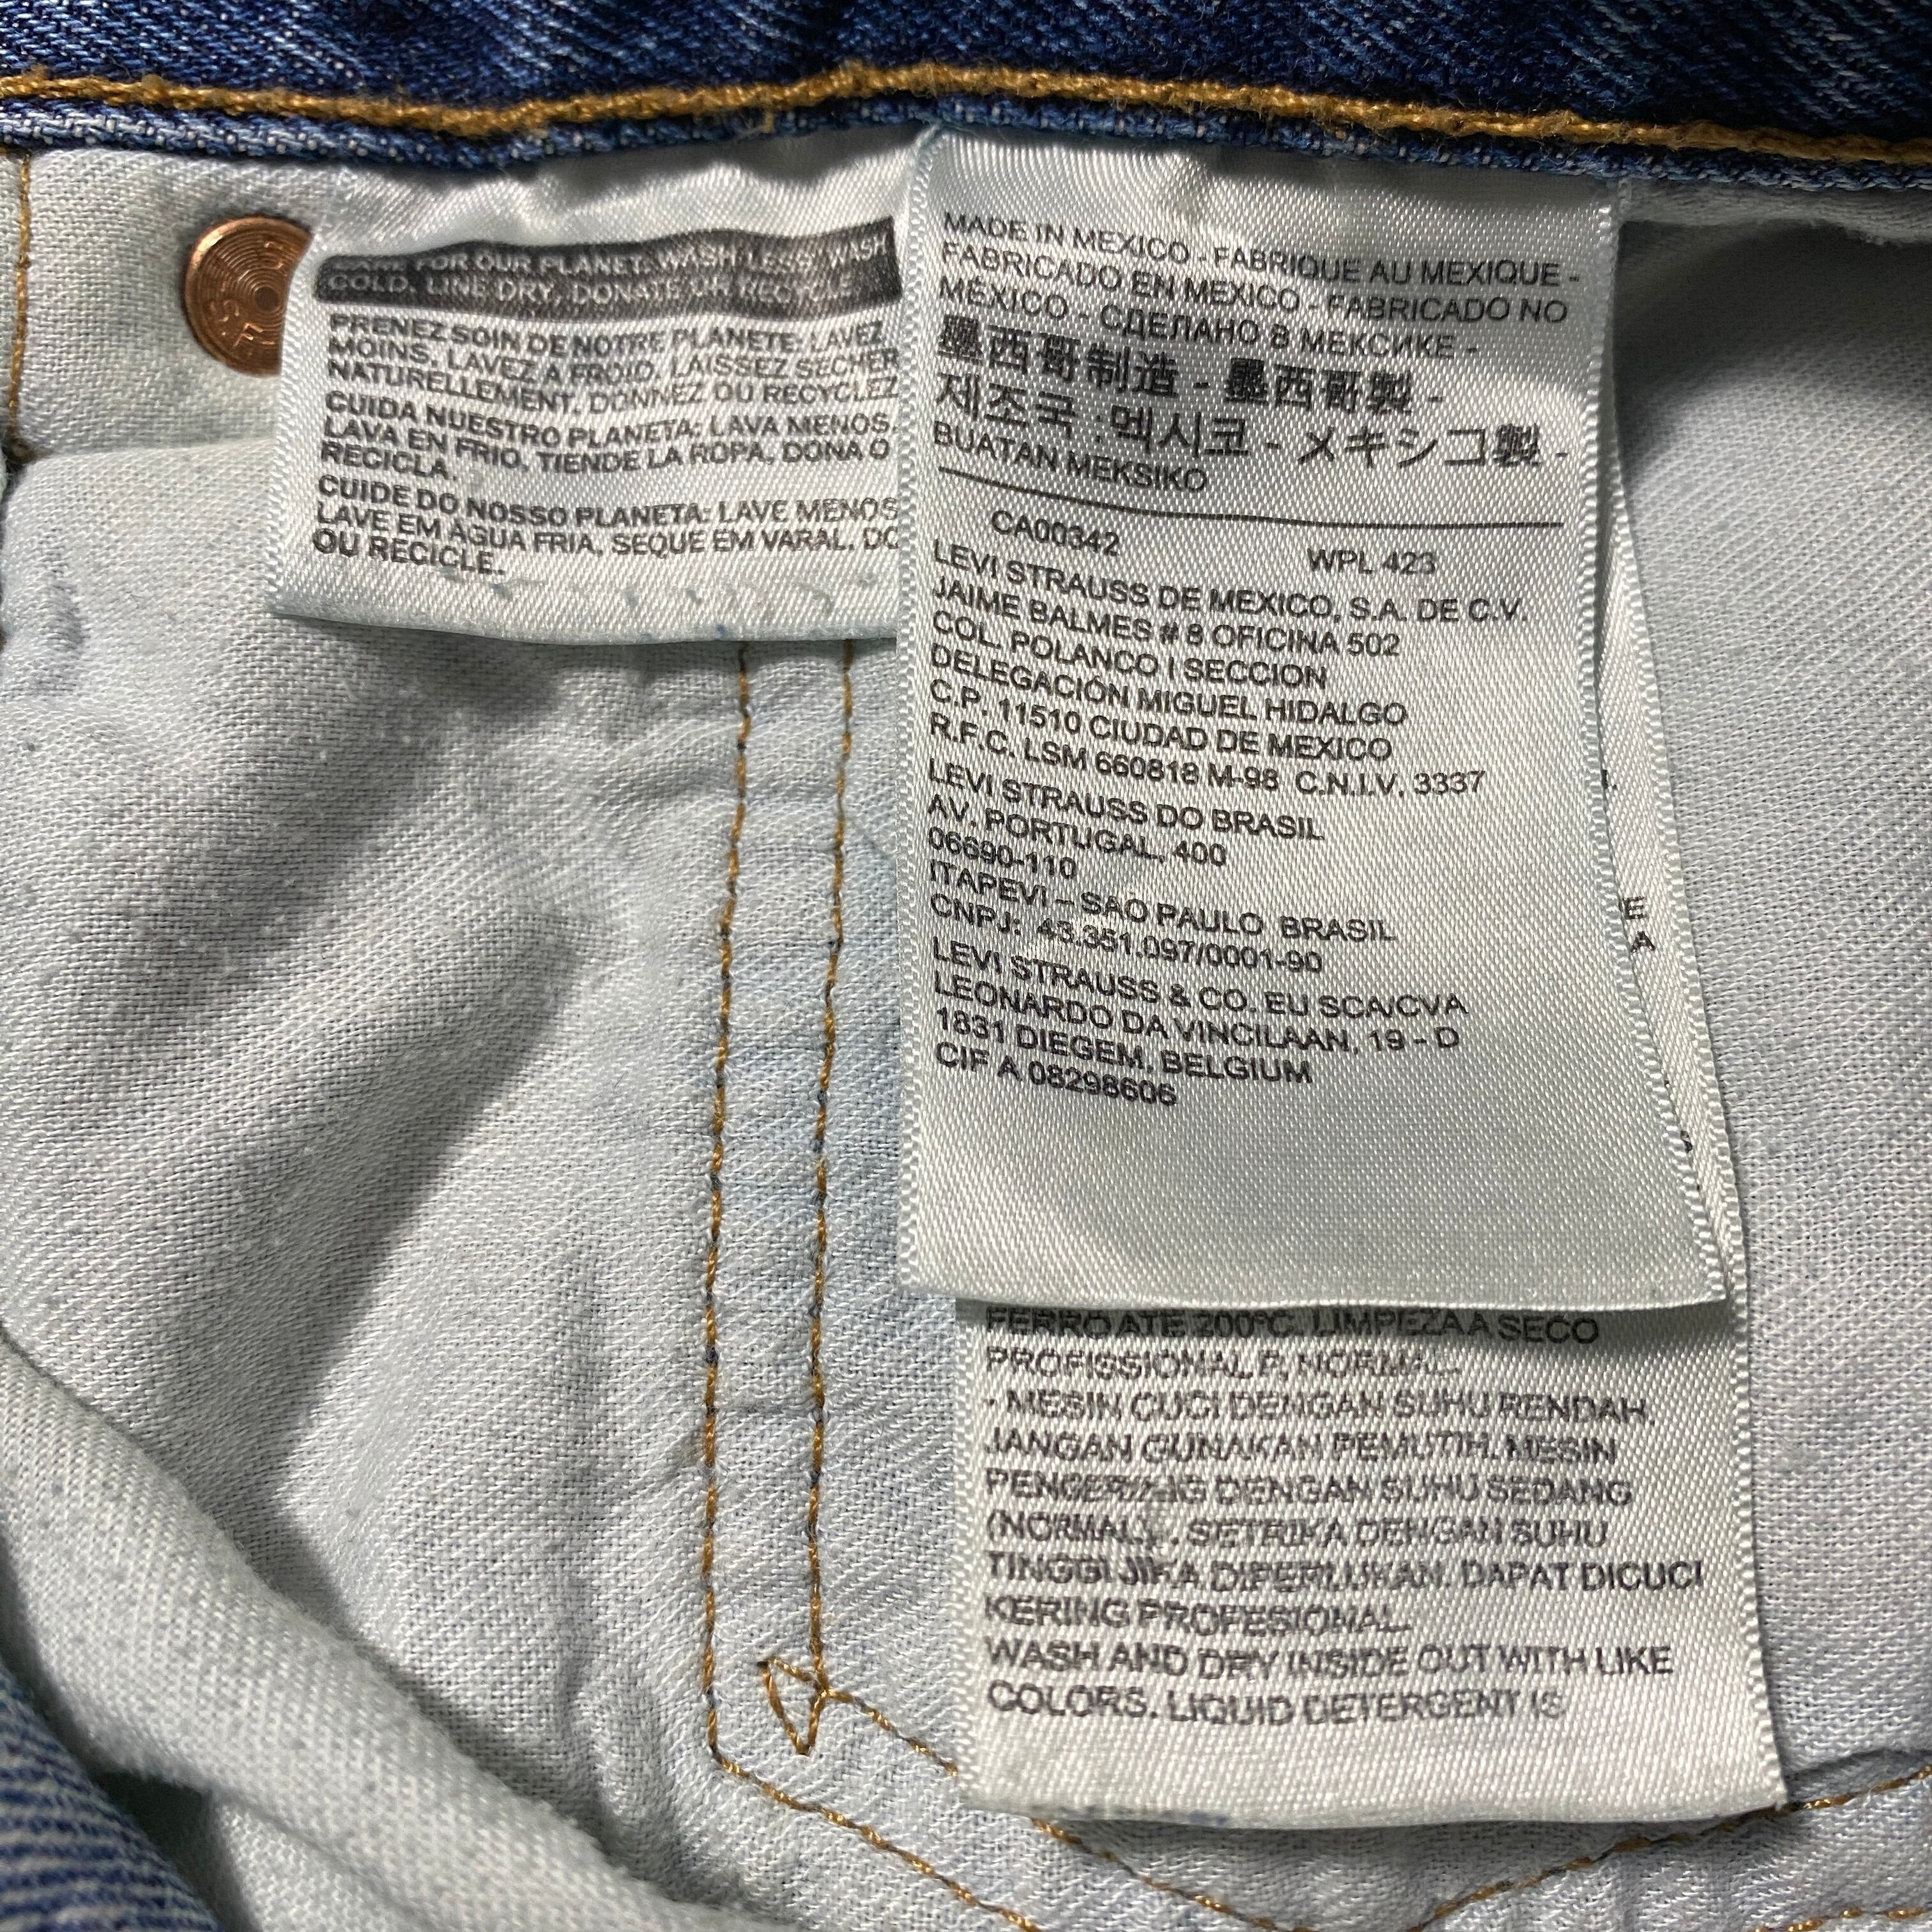 FOR OUR PLANET: WASH LESS, WASH
COLD, LINE DRY, DONATE OR RECYCLE
PRENEZ SOIN DE NOTRE PLANETE: LAVEZ
MOINS, LAVEZ A FROID, LAISSEZ SECHER
NATURELLEMENT, DONNEZ OU RECYCLEZ
CUIDA NUESTRO PLANETA: LAVA MENOS,
LAVA EN FRIO, TIENDE LA ROPA, DONA O
RECICLA.
CUIDE DO NOSSO PLANETA: LAVE MENOS
LAVE EM ÁGUA FRIA, SEQUE EM VARAL, DO
OU RECICLE.
MADE IN MEXICO - FABRIQUE AU MEXIQUE -
FABRICADO EN MEXICO - FABRICADO NO
MÉXICO - СДЕЛАНО В МЕКСИКЕ -
墨西哥制造 - 墨西哥製 -
제조국 : 멕시코 - メキシコ製 -
BUATAN MEKSIKO
CA00342 WPL 423
LEVI STRAUSS DE MEXICO, S.A. DE C.V
JAIME BALMES # 8 OFICINA 502
COL. POLANCO I SECCION
DELEGACIÓN MIGUEL HIDALGO
C.P. 11510 CIUDAD DE MEXICO
R.F.C. LSM 660818 M-98 C.N.I.V. 3337
LEVI STRAUSS DO BRASIL
AV. PORTUGAL, 400
06690-110
ITAPEVI – SAO PAULO BRASIL
CNPJ: 43.351.097/0001-90
LEVI STRAUSS & CO. EU SCA/CVA
LEONARDO DA VINCILAAN, 19 - D
1831 DIEGEM, BELGIUM
CIF A 08298606
E
A
FERRO ATÉ 200ºC. LIMPEZA A SECO
PROFISSIONAL P, NORMAL.
- MESIN CUCI DENGAN SUHU RENDAH.
JANGAN GUNAKAN PEMUTIH. MESIN
PENGERING DENGAN SUHU SEDANG
(NORMAL). SETRIKA DENGAN SUHU
TINGGI JIKA DIPERLUKAN. DAPAT DICUCI
KERING PROFESIONAL.
WASH AND DRY INSIDE OUT WITH LIKE
COLORS. LIQUID DETERGENT IS